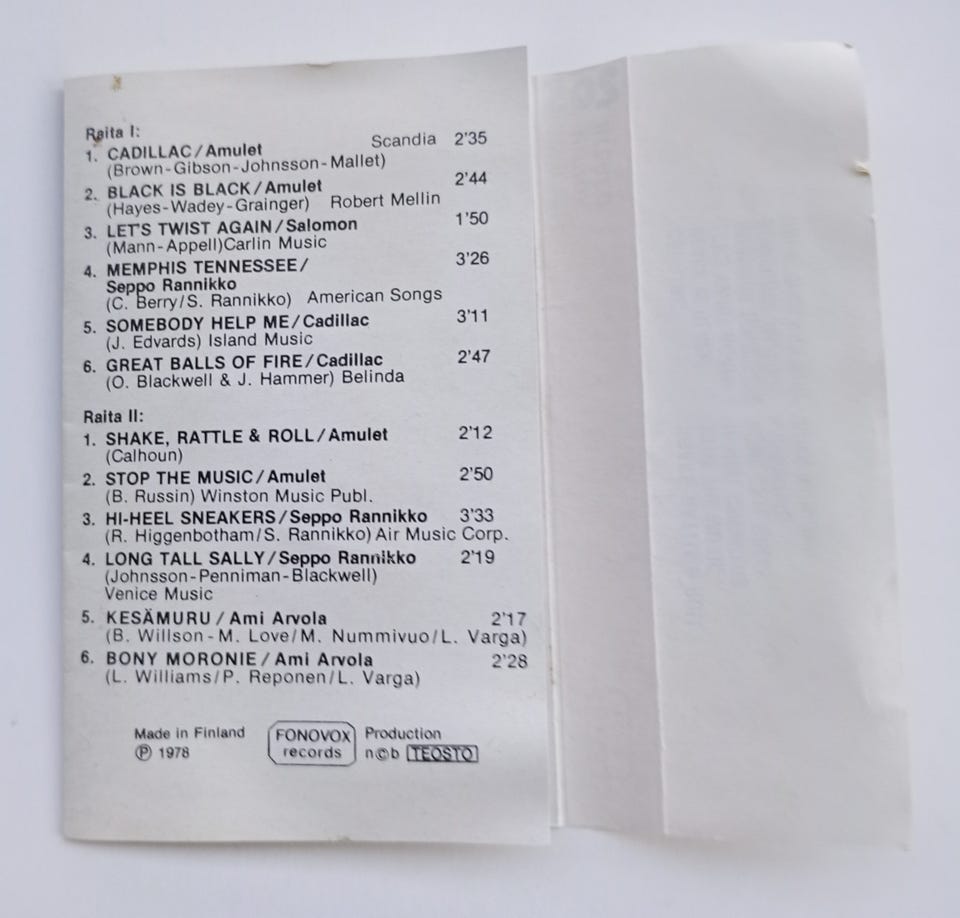 Raita I:
1. CADILLAC/Amulet Scandia 2'35
(Brown-Gibson-Johnsson-Mallet)
2. BLACK IS BLACK/Amulet 2'44
(Hayes-Wadey-Grainger) Robert Mellin
3. LET'S TWIST AGAIN/Salomon 1'50
(Mann-Appell)Carlin Music
4. MEMPHIS TENNESSEE/ 3'26
Seppo Rannikko
(C. Berry/S. Rannikko) American Songs
5. SOMEBODY HELP ME/Cadillac 3'11
(J. Edvards) Island Music
6. GREAT BALLS OF FIRE/Cadillac 2'47
(O. Blackwell & J. Hammer) Belinda
Raita II:
1. SHAKE, RATTLE & ROLL/Amulet 2'12
(Calhoun)
2. STOP THE MUSIC/Amulet 2'50
(B. Russin) Winston Music Publ.
3. HI-HEEL SNEAKERS/Seppo Rannikko 3'33
(R. Higgenbotham/S. Rannikko) Air Music Corp.
4. LONG TALL SALLY/Seppo Rannikko 2'19
(Johnsson-Penniman-Blackwell)
Venice Music
5. KESÄMURU/Ami Arvola 2'17
(B. Willson-M. Love/M. Nummivuo/L. Varga)
6. BONY MORONIE/Ami Arvola 2'28
(L. Williams/P. Reponen/L. Varga)
Made in Finland
℗ 1978
FONOVOX
records
Production
n©b TEOSTO